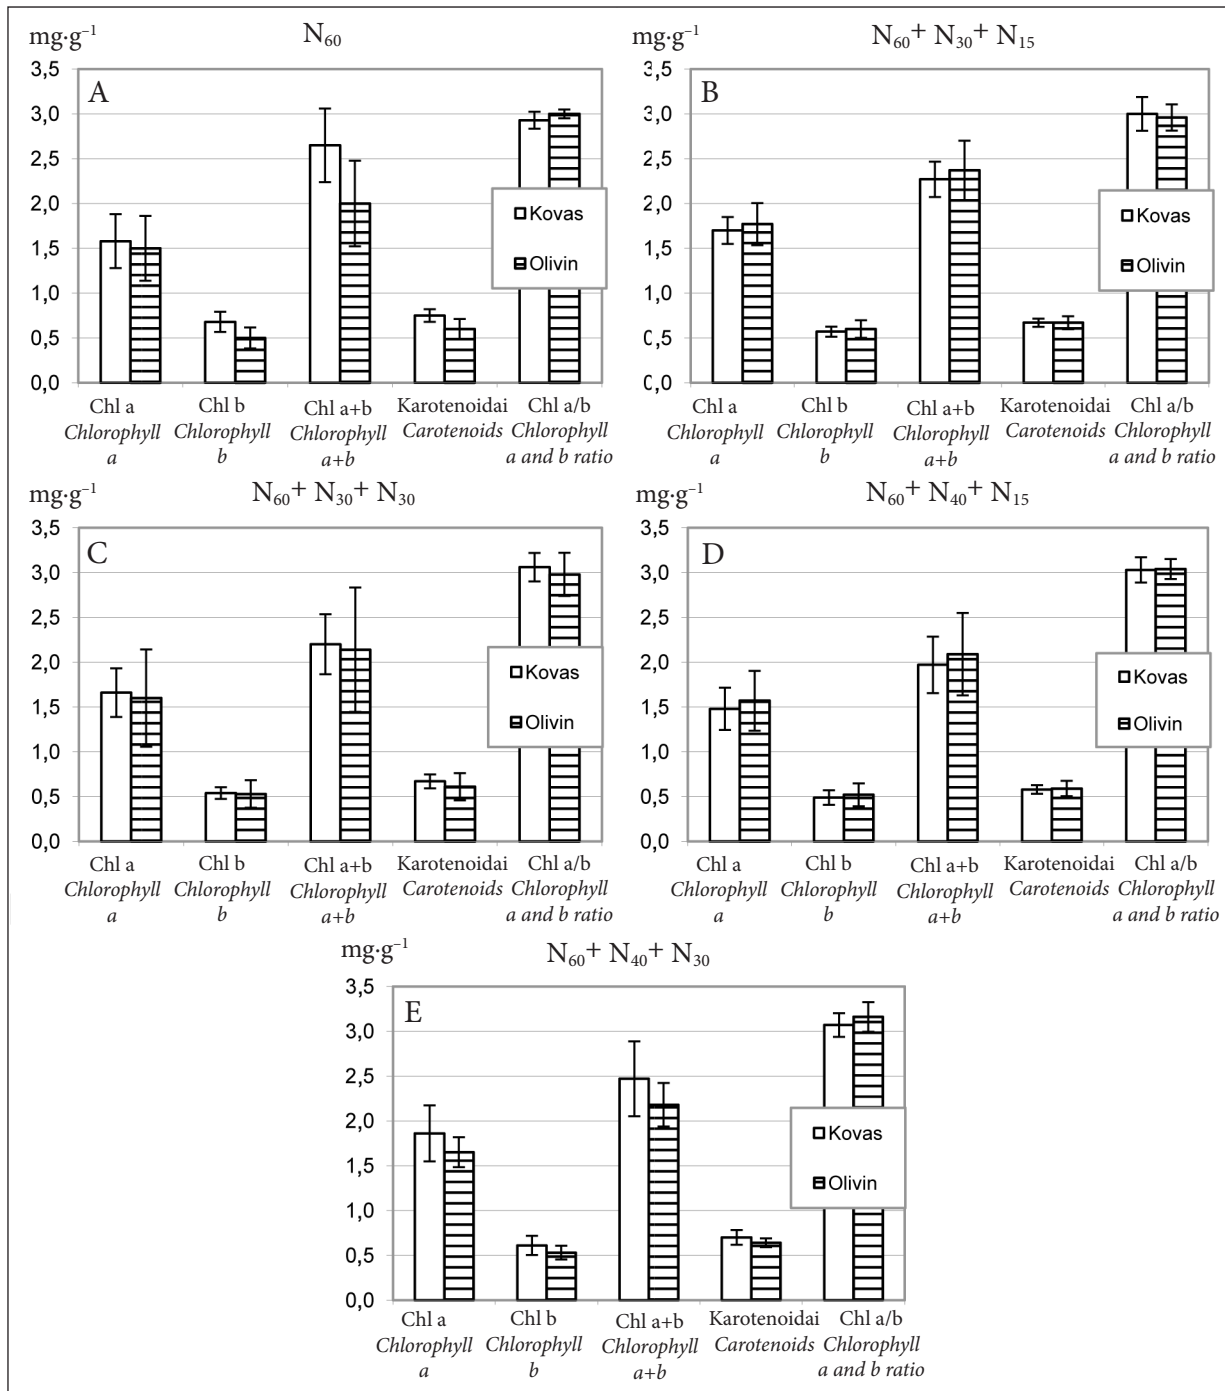 mg·g⁻¹ N₆₀
A
3,5
3,0
2,5
2,0
1,5
1,0
0,5
0,0
Kovas
Olivin
Chl a Chl b Chl a+b Karotenoidai Chl a/b
Chlorophyll Chlorophyll Chlorophyll Carotenoids Chlorophyll
a b a+b a and b ratio
mg·g⁻¹ N₆₀+ N₃₀+ N₁₅
B
3,5
3,0
2,5
2,0
1,5
1,0
0,5
0,0
Kovas
Olivin
Chl a Chl b Chl a+b Karotenoidai Chl a/b
Chlorophyll Chlorophyll Chlorophyll Carotenoids Chlorophyll
a b a+b a and b ratio
mg·g⁻¹ N₆₀+ N₃₀+ N₃₀
C
3,5
3,0
2,5
2,0
1,5
1,0
0,5
0,0
Kovas
Olivin
Chl a Chl b Chl a+b Karotenoidai Chl a/b
Chlorophyll Chlorophyll Chlorophyll Carotenoids Chlorophyll
a b a+b a and b ratio
mg·g⁻¹ N₆₀+ N₄₀+ N₁₅
D
3,5
3,0
2,5
2,0
1,5
1,0
0,5
0,0
Kovas
Olivin
Chl a Chl b Chl a+b Karotenoidai Chl a/b
Chlorophyll Chlorophyll Chlorophyll Carotenoids Chlorophyll
a b a+b a and b ratio
mg·g⁻¹ N₆₀+ N₄₀+ N₃₀
E
3,5
3,0
2,5
2,0
1,5
1,0
0,5
0,0
Kovas
Olivin
Chl a Chl b Chl a+b Karotenoidai Chl a/b
Chlorophyll Chlorophyll Chlorophyll Carotenoids Chlorophyll
a b a+b a and b ratio